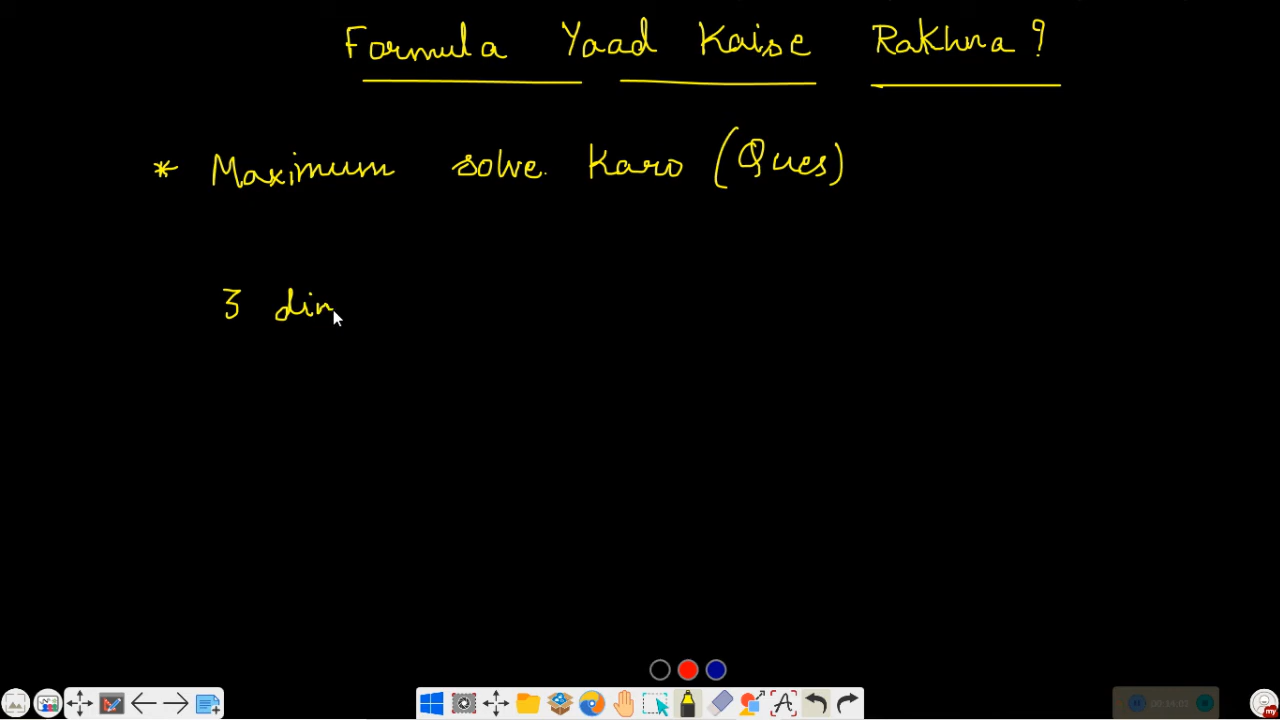 Formula Yaad Kaise Rakhna?
* Maximum solve Karo (Ques)
3 din